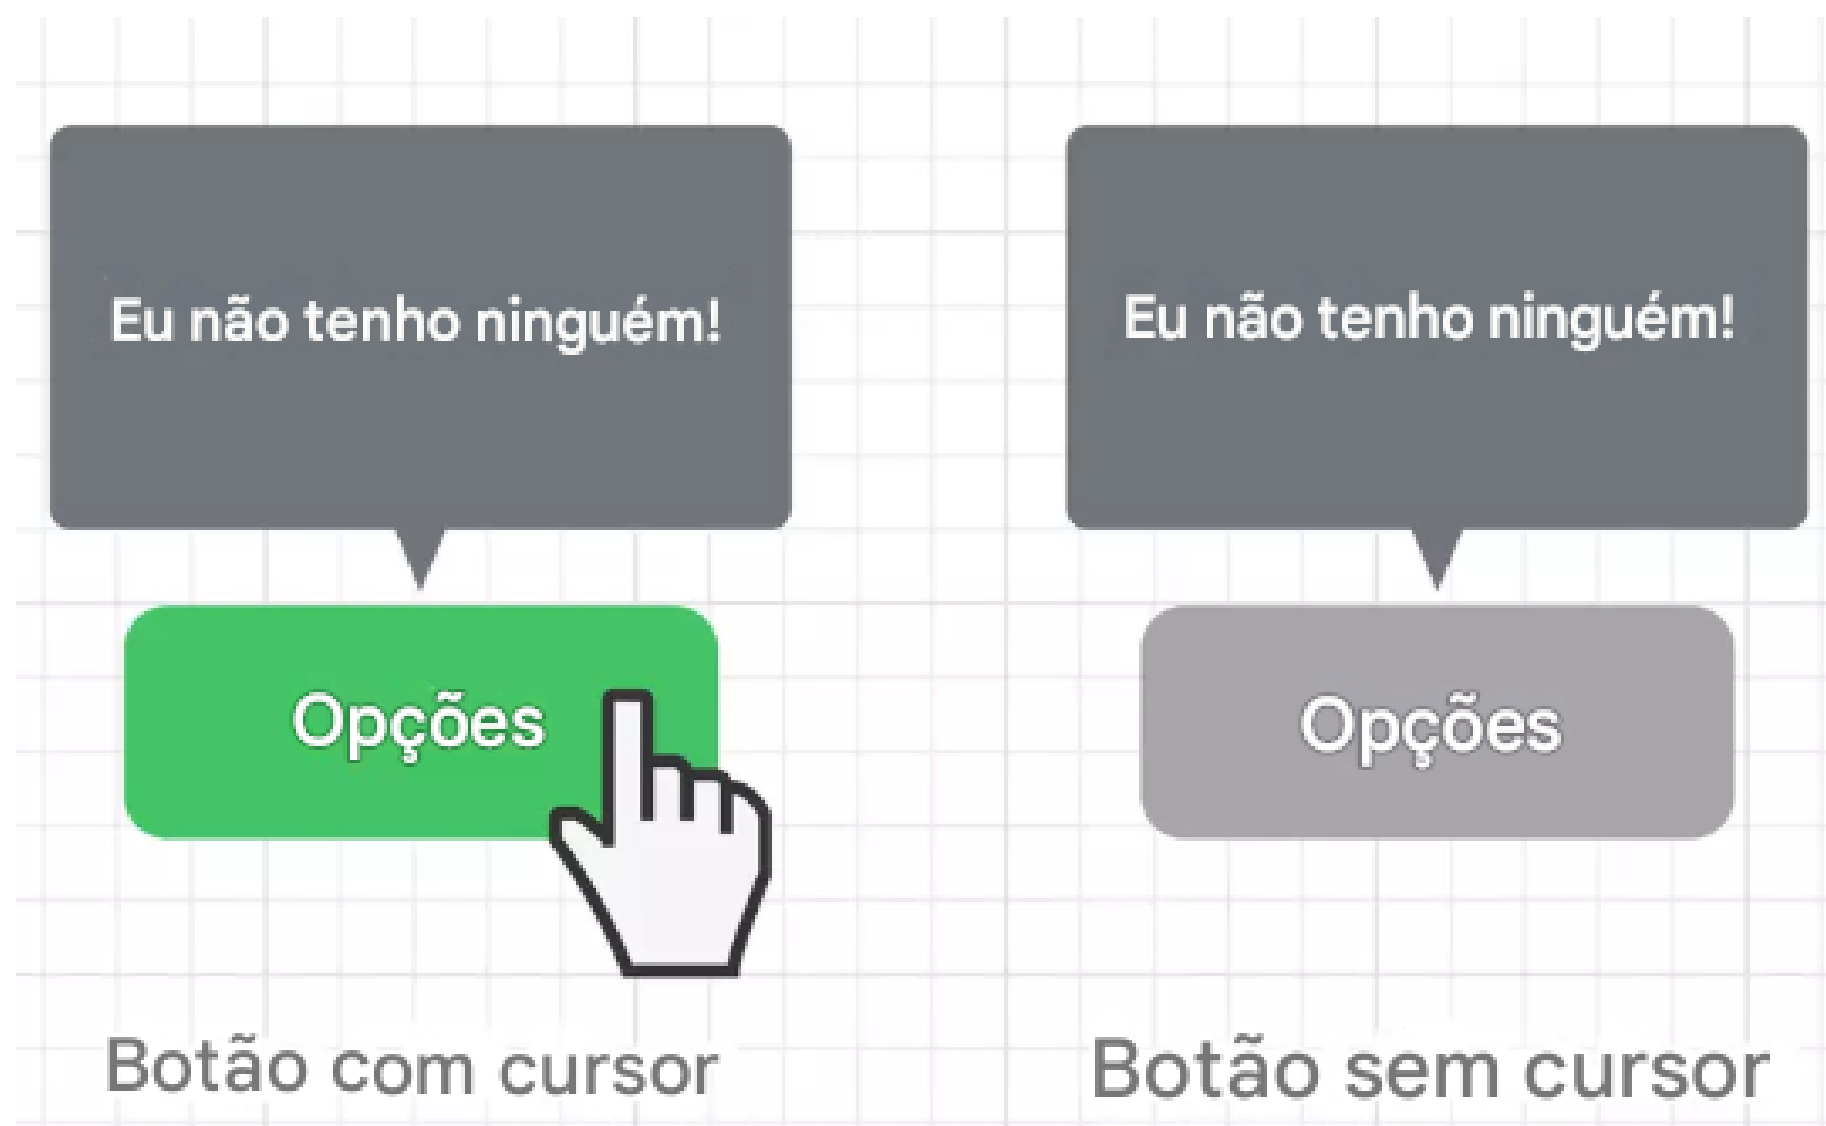 Eu não tenho ninguém!
Eu não tenho ninguém!
Opções
Opções
Botão com cursor
Botão sem cursor